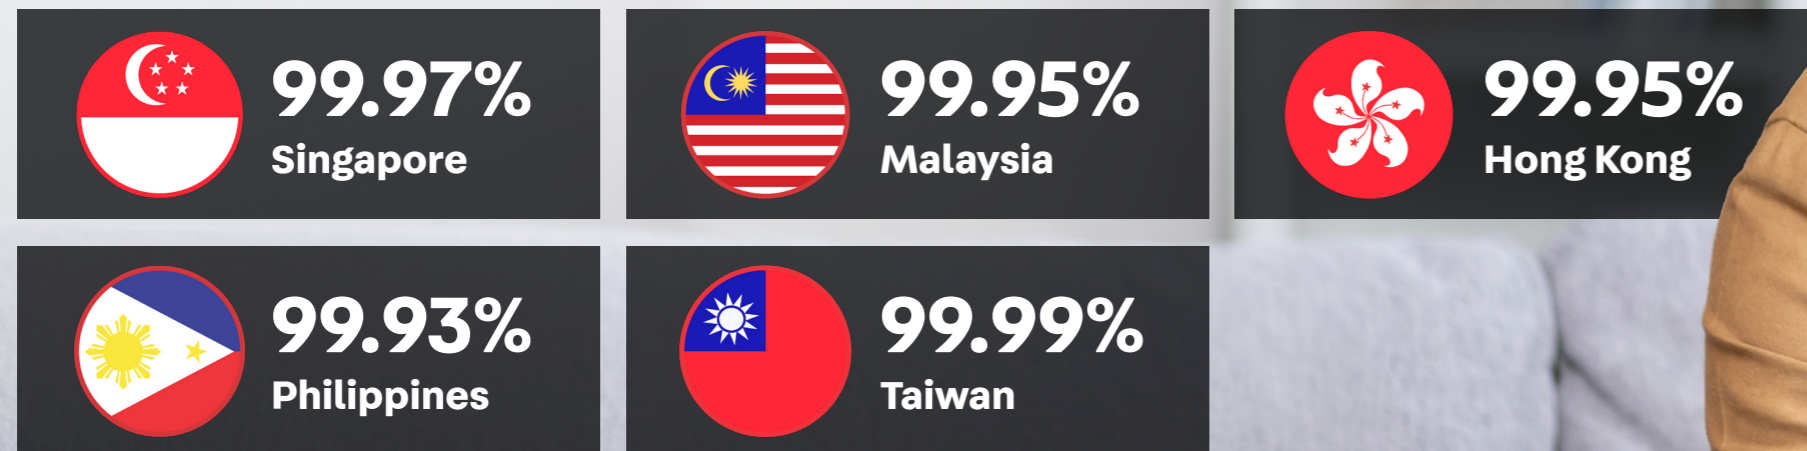 99.97%
Singapore
99.95%
Malaysia
99.95%
Hong Kong
99.93%
Philippines
99.99%
Taiwan